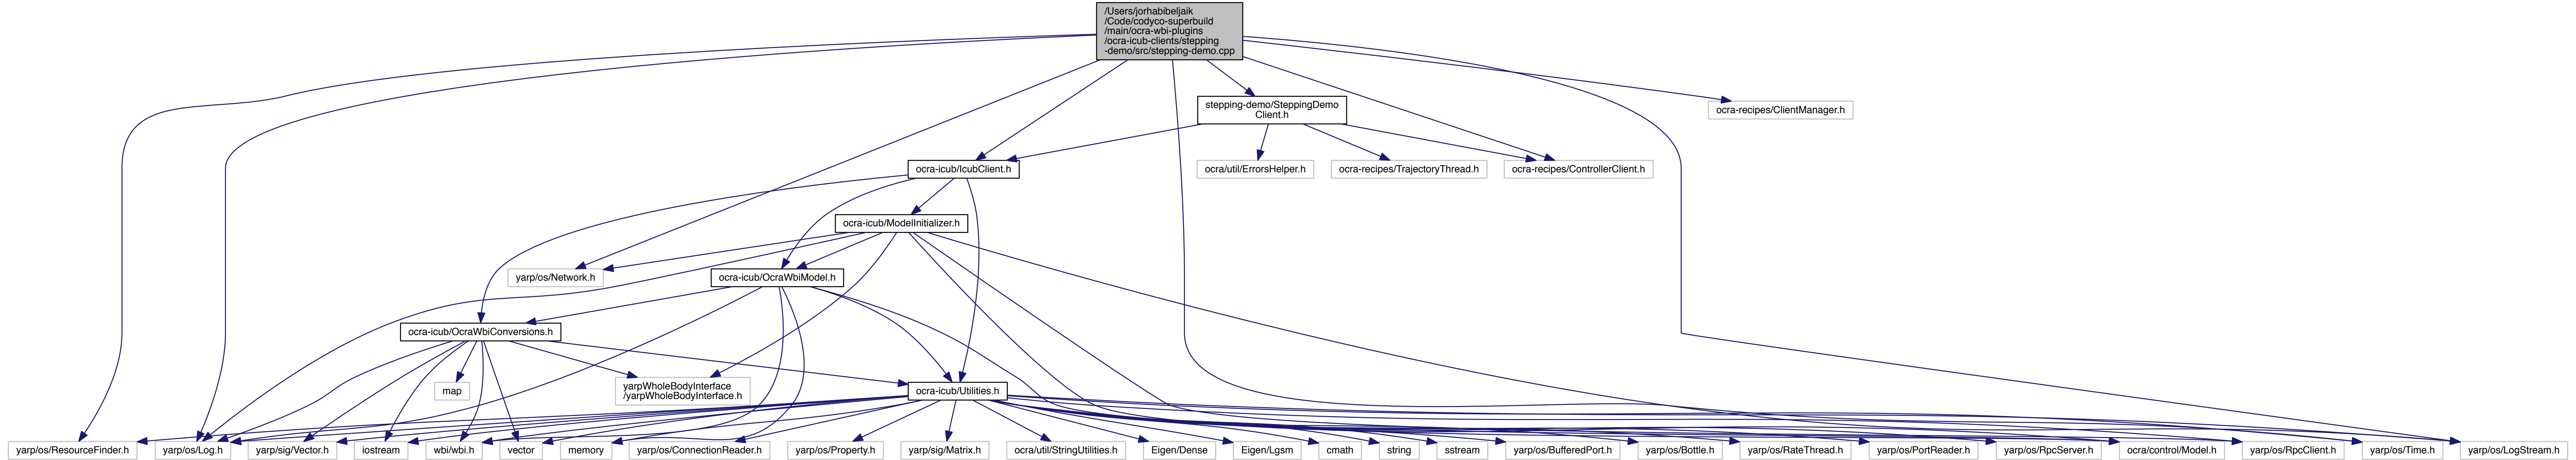 /Users/jorhabibeljaik
/Code/codyco-superbuild
/main/ocra-wbi-plugins
/ocra-icub-clients/stepping
-demo/src/stepping-demo.cpp
stepping-demo/SteppingDemo
Client.h
ocra-recipes/ClientManager.h
ocra-icub/IcubClient.h
ocra/util/ErrorsHelper.h
ocra-recipes/TrajectoryThread.h
ocra-recipes/ControllerClient.h
ocra-icub/ModelInitializer.h
yarp/os/Network.h
ocra-icub/OcraWbiModel.h
ocra-icub/OcraWbiConversions.h
map
yarpWholeBodyInterface
/yarpWholeBodyInterface.h
ocra-icub/Utilities.h
yarp/os/ResourceFinder.h
yarp/os/Log.h
yarp/sig/Vector.h
iostream
wbi/wbi.h
vector
memory
yarp/os/ConnectionReader.h
yarp/os/Property.h
yarp/sig/Matrix.h
ocra/util/StringUtilities.h
Eigen/Dense
Eigen/Lgsm
cmath
string
sstream
yarp/os/BufferedPort.h
yarp/os/Bottle.h
yarp/os/RateThread.h
yarp/os/PortReader.h
yarp/os/RpcServer.h
ocra/control/Model.h
yarp/os/RpcClient.h
yarp/os/Time.h
yarp/os/LogStream.h